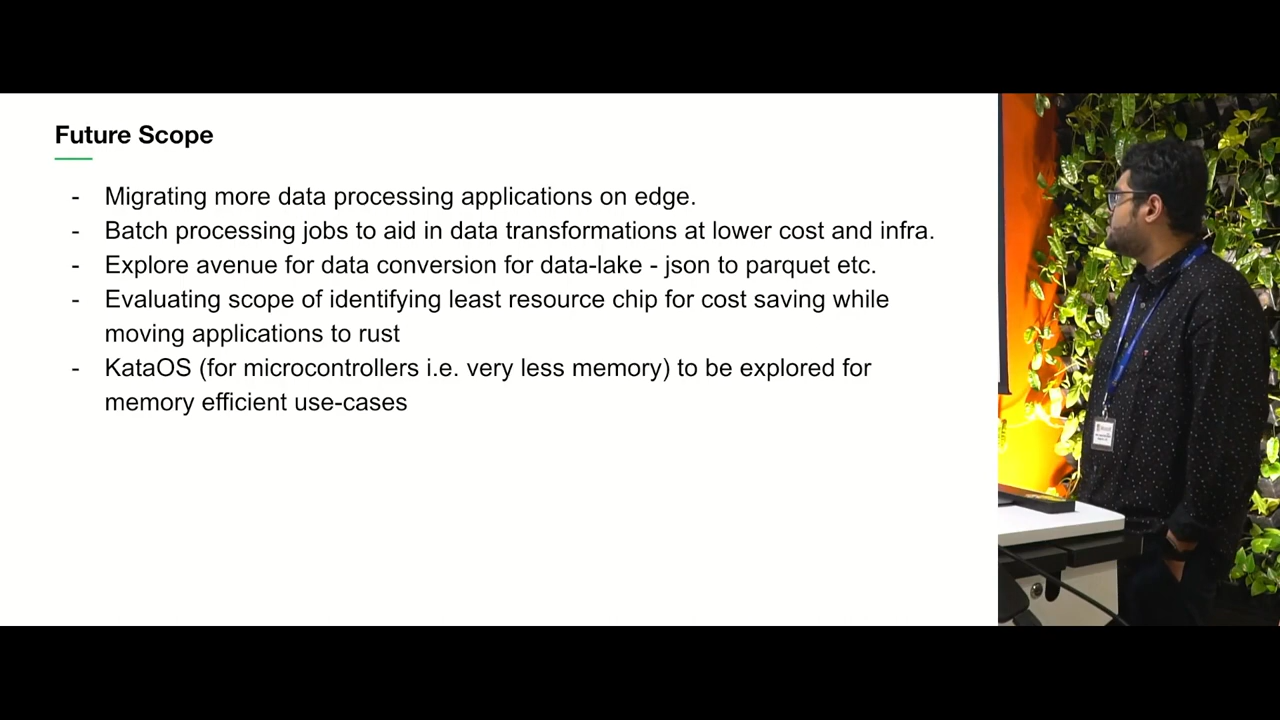 Future Scope
- Migrating more data processing applications on edge.
- Batch processing jobs to aid in data transformations at lower cost and infra.
- Explore avenue for data conversion for data-lake - json to parquet etc.
- Evaluating scope of identifying least resource chip for cost saving while
moving applications to rust
- KataOS (for microcontrollers i.e. very less memory) to be explored for
memory efficient use-cases